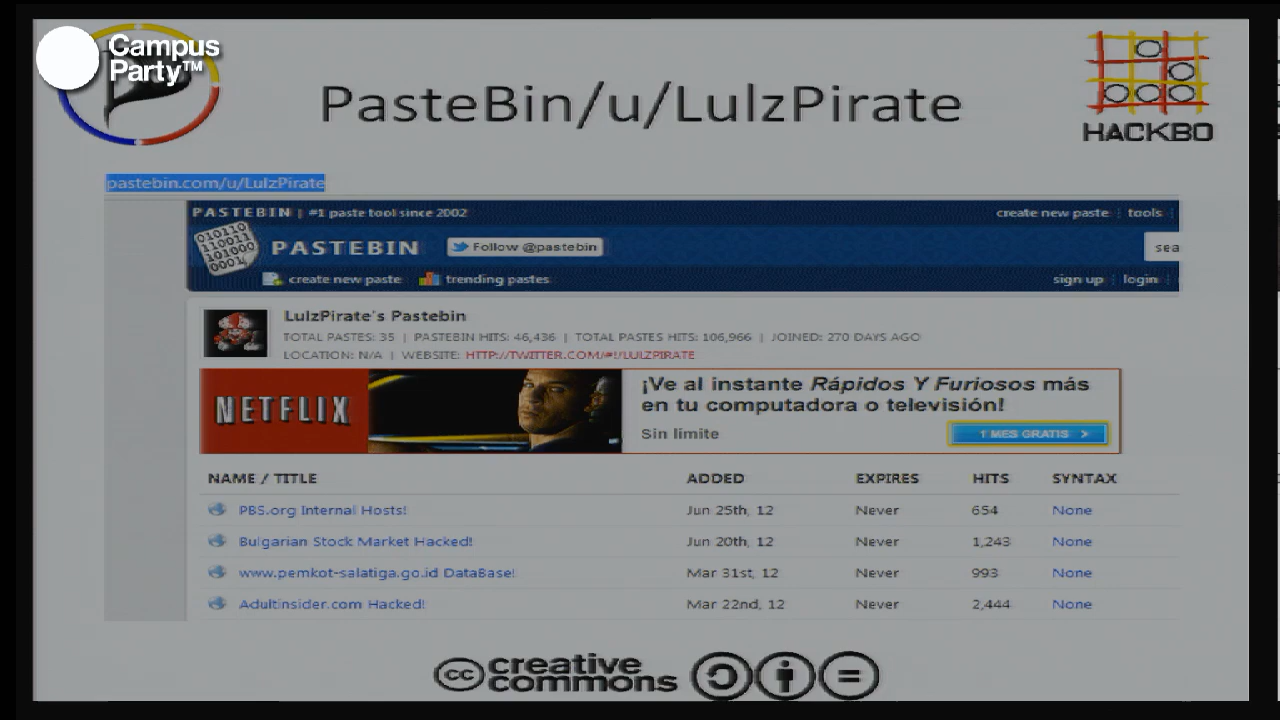 Campus
Party™
PasteBin/u/LulzPirate
HACKBO
pastebin.com/u/LulzPirate
PASTEBIN | #1 paste tool since 2002
create new paste tools
PASTEBIN
Follow @pastebin
sea
create new paste trending pastes
sign up login
LulzPirate's Pastebin
TOTAL PASTES: 35 | PASTEBIN HITS: 46,436 | TOTAL PASTES HITS: 106,966 | JOINED: 270 DAYS AGO
LOCATION: N/A | WEBSITE: HTTP://TWITTER.COM/#!/LULZPIRATE
NETFLIX
¡Ve al instante Rápidos Y Furiosos más
en tu computadora o televisión!
Sin limite
1 MES GRATIS >
NAME / TITLE ADDED EXPIRES HITS SYNTAX
PBS.org Internal Hosts! Jun 25th, 12 Never 654 None
Bulgarian Stock Market Hacked! Jun 20th, 12 Never 1,243 None
www.pemkot-salatiga.go.id DataBase! Mar 31st, 12 Never 993 None
Adultinsider.com Hacked! Mar 22nd, 12 Never 2,444 None
cc creative
commons